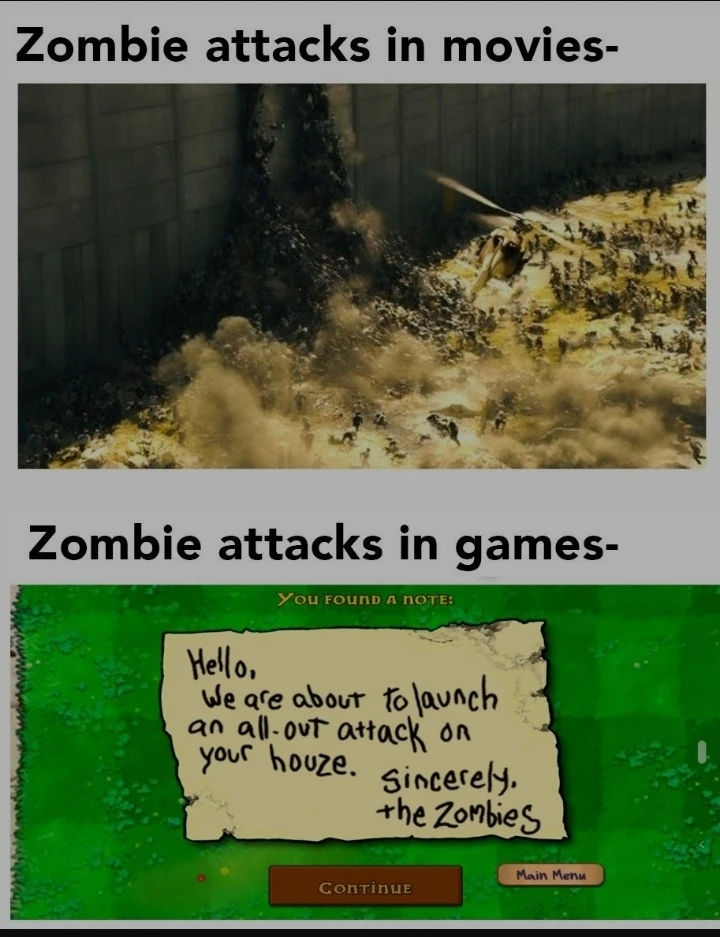 Zombie attacks in movies-
Zombie attacks in games-
You found a note:
Hello,
We are about to launch
an all-out attack on
your houze.
Sincerely,
the Zombies
Continue
Main Menu